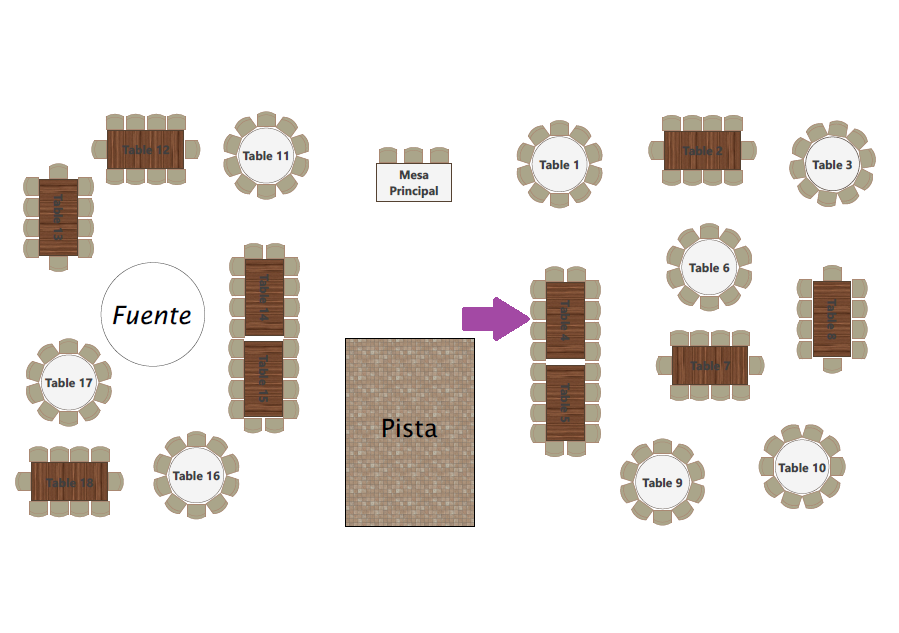 Table 12
Table 11
Mesa
Principal
Table 1
Table 2
Table 3
Table 13
Fuente
Table 14
Table 15
Table 4
Table 5
Table 6
Table 8
Table 7
Table 17
Pista
Table 18
Table 16
Table 9
Table 10